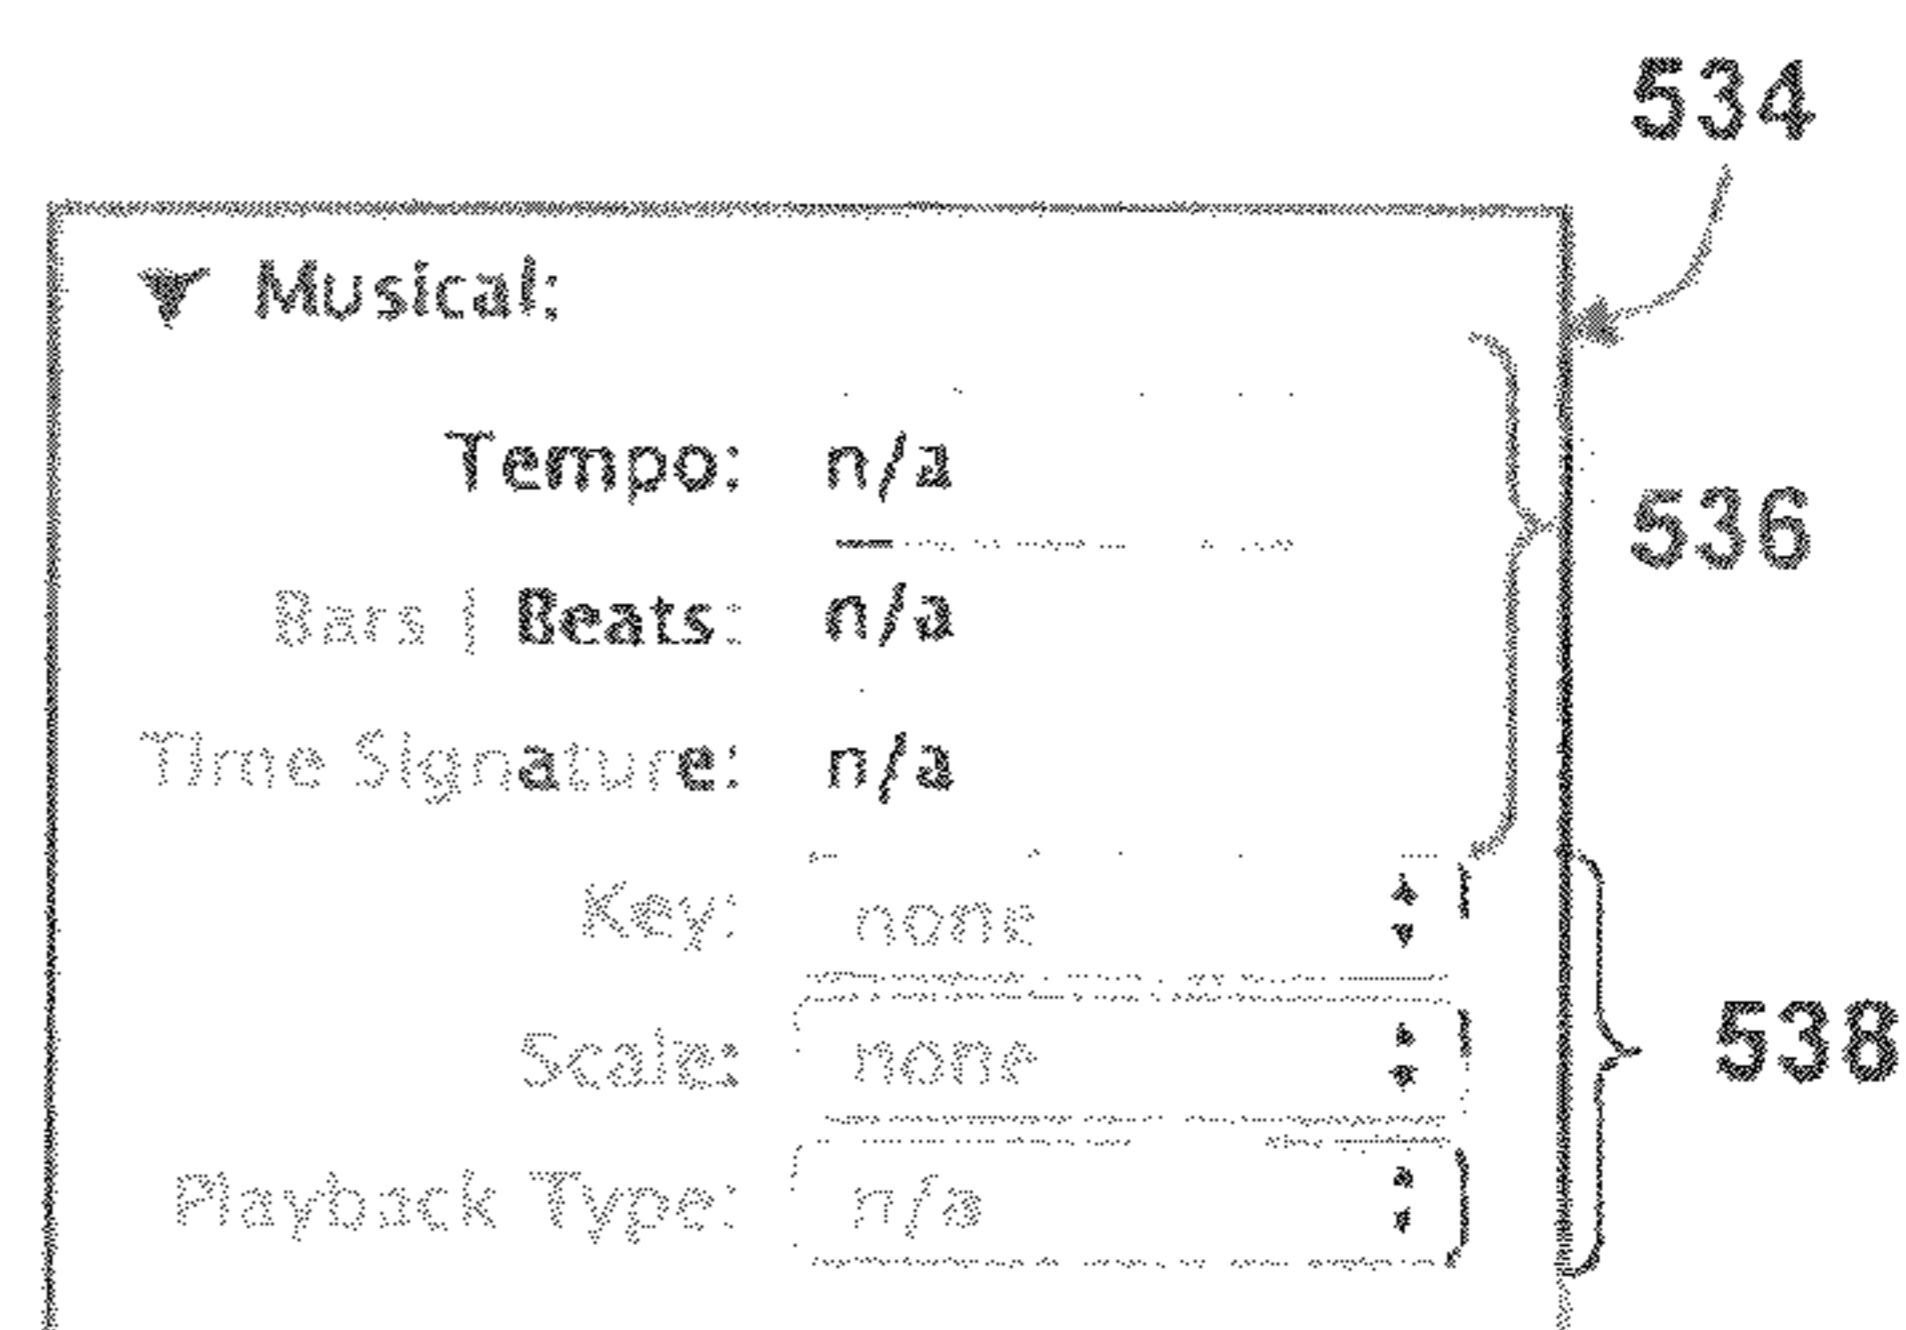 534
▼ Musical:
Tempo: n/a
536
Bars | Beats: n/a
Time Signature: n/a
Key: none
Scale: none
538
Playback Type: n/a